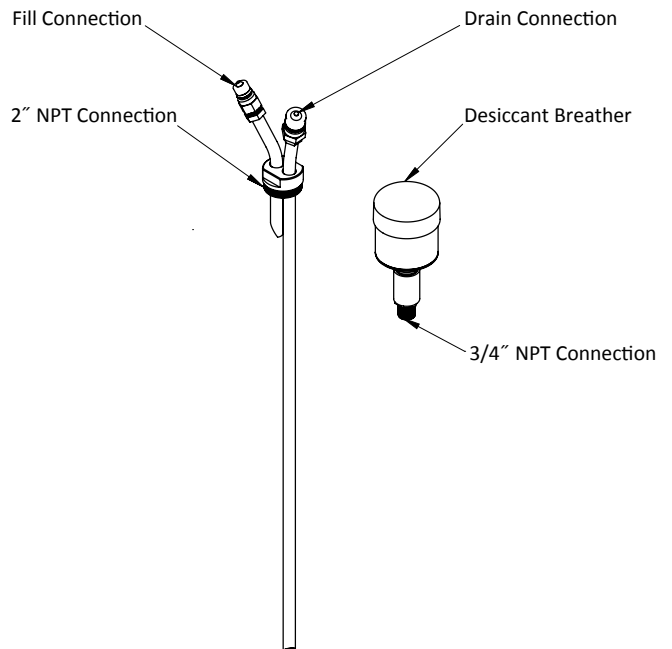 Fill Connection
Drain Connection
2″ NPT Connection
Desiccant Breather
3/4″ NPT Connection